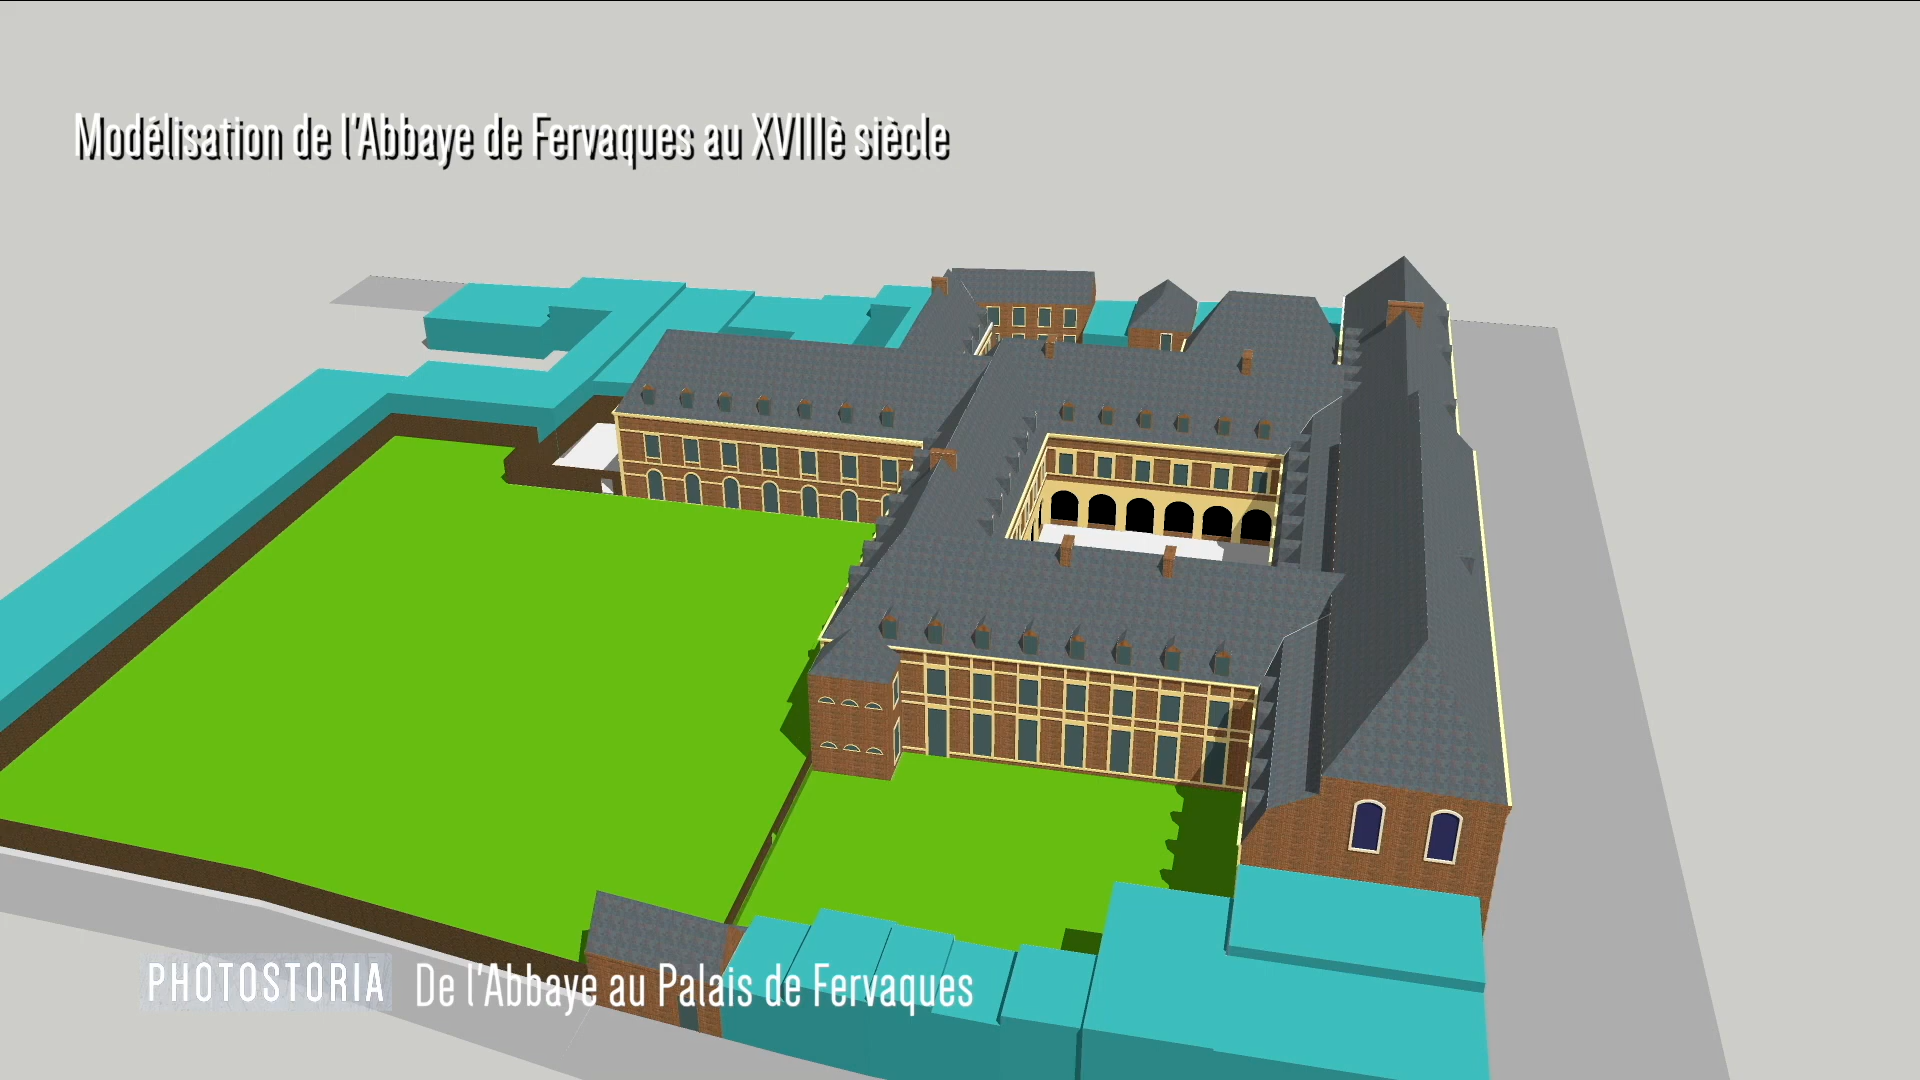 Modélisation de l'Abbaye de Fervaques au XVIIIè siècle
PHOTOSTORIA De l'Abbaye au Palais de Fervaques